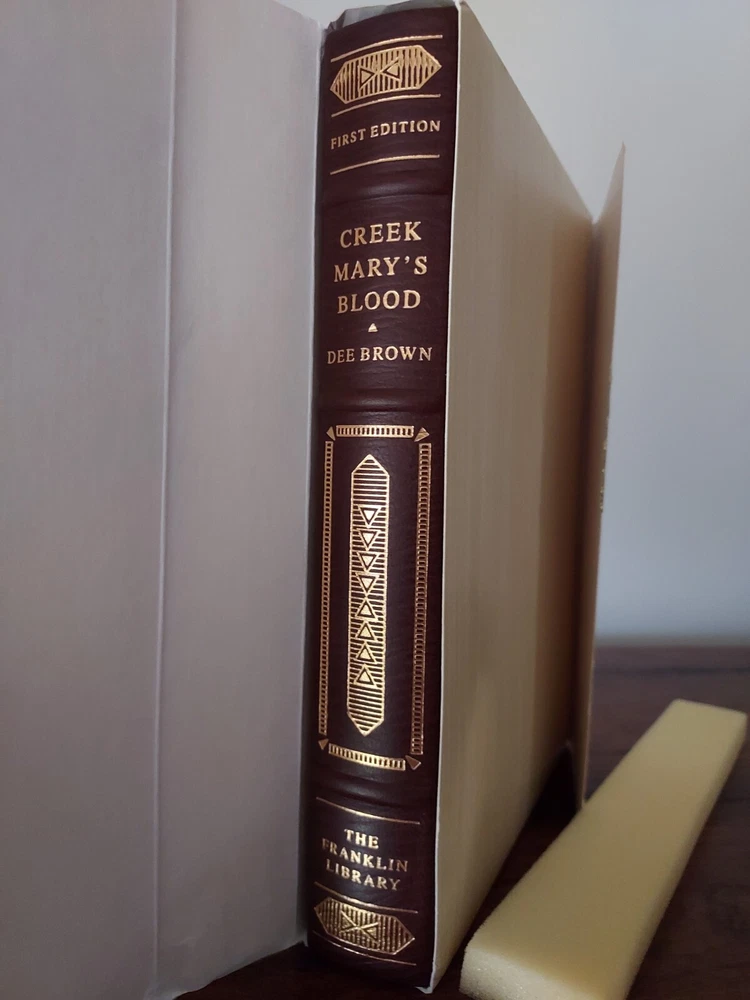 FIRST EDITION
CREEK
MARY'S
BLOOD
DEE BROWN
THE
FRANKLIN
LIBRARY